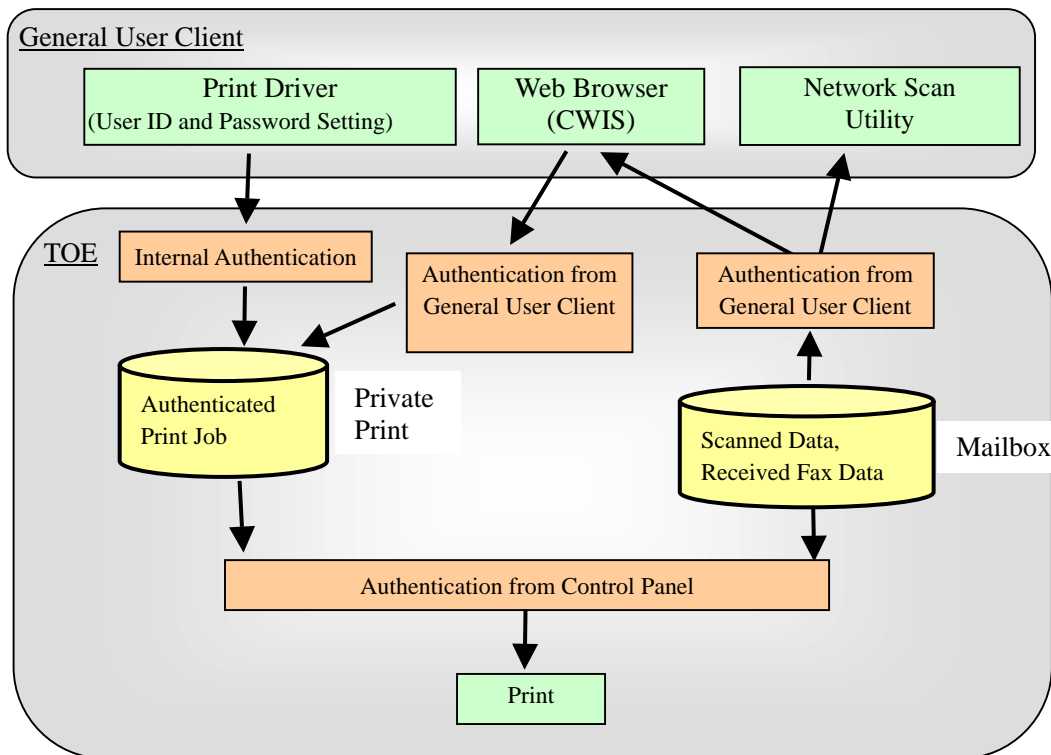 General User Client
Print Driver
(User ID and Password Setting)
Web Browser
(CWIS)
Network Scan
Utility
TOE
Internal Authentication
Authentication from
General User Client
Authentication from
General User Client
Authenticated
Print Job
Private
Print
Scanned Data,
Received Fax Data
Mailbox
Authentication from Control Panel
Print